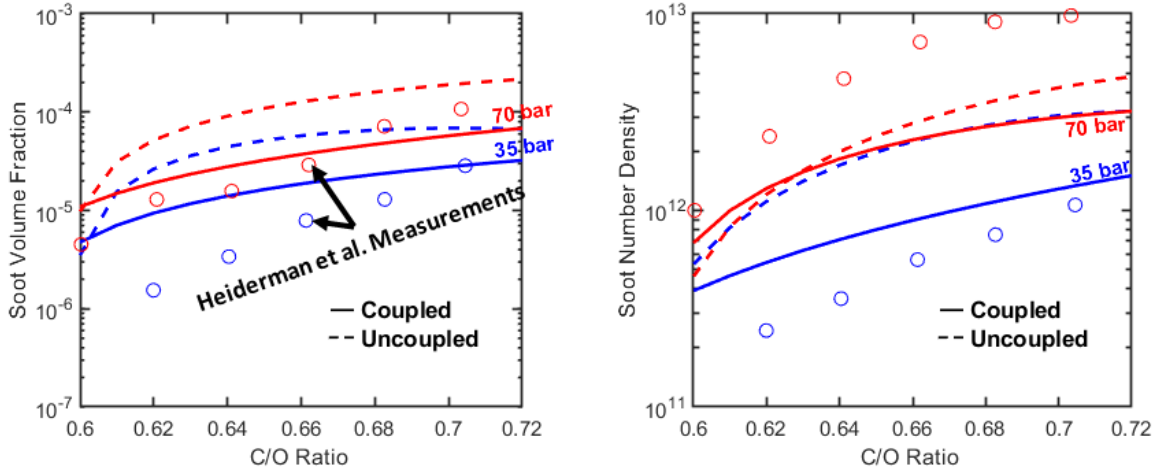 Soot Volume Fraction
10^-3
10^-4
10^-5
10^-6
10^-7
0.6 0.62 0.64 0.66 0.68 0.7 0.72
C/O Ratio
70 bar
35 bar
Heiderman et al. Measurements
Coupled
Uncoupled
Soot Number Density
10^13
10^12
10^11
0.6 0.62 0.64 0.66 0.68 0.7 0.72
C/O Ratio
70 bar
35 bar
Coupled
Uncoupled